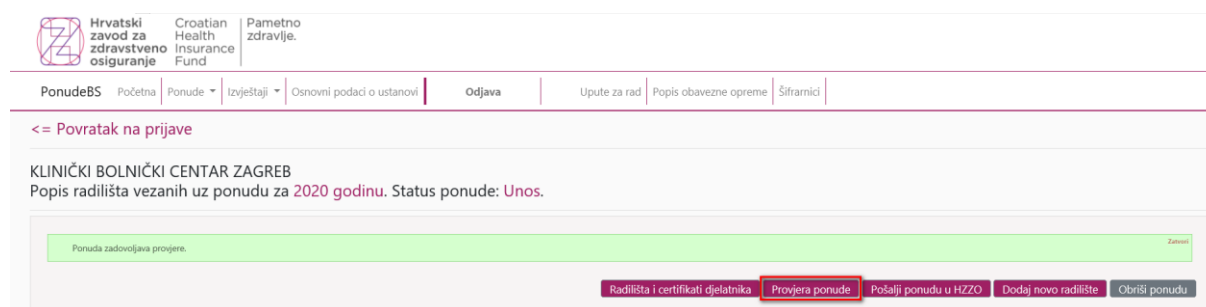 Hrvatski zavod za zdravstveno osiguranje
Croatian Health Insurance Fund
Pametno zdravlje.
PonudeBS Početna Ponude Izvještaji Osnovni podaci o ustanovi Odjava Upute za rad Popis obavezne opreme Šifrarnici
<= Povratak na prijave
KLINIČKI BOLNIČKI CENTAR ZAGREB
Popis radilišta vezanih uz ponudu za 2020 godinu. Status ponude: Unos.
Ponuda zadovoljava provjere. Zatvori
Radilišta i certifikati djelatnika Provjera ponude Pošalji ponudu u HZZO Dodaj novo radilište Obriši ponudu